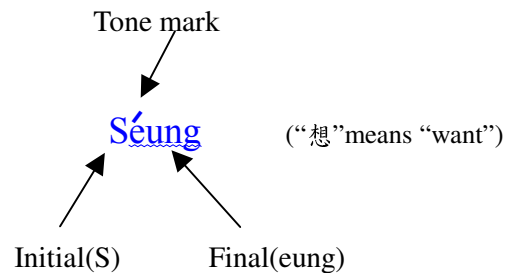 Tone mark
Séung (“想”means “want”)
Initial(S) Final(eung)